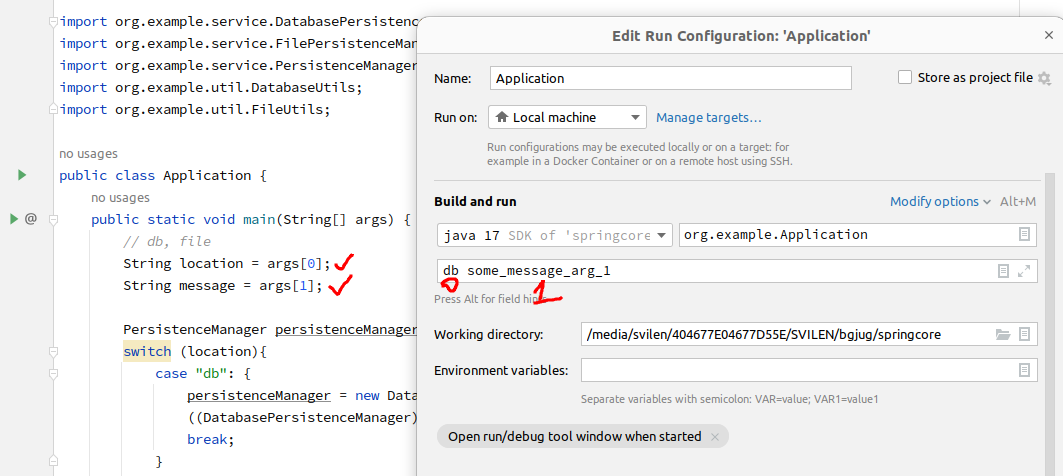 import org.example.service.DatabasePersistenc
import org.example.service.FilePersistenceMan
import org.example.service.PersistenceManager
import org.example.util.DatabaseUtils;
import org.example.util.FileUtils;
no usages
public class Application {
no usages
@
public static void main(String[] args) {
// db, file
String location = args[0];
String message = args[1];
PersistenceManager persistenceManager
switch (location){
case "db": {
persistenceManager = new Data
((DatabasePersistenceManager)
break;
}
Edit Run Configuration: 'Application'
Name: Application
Store as project file
Run on: Local machine
Manage targets...
Run configurations may be executed locally or on a target: for
example in a Docker Container or on a remote host using SSH.
Build and run
Modify options Alt+M
java 17 SDK of 'springcore
org.example.Application
db some_message_arg_1
0 1
Press Alt for field hints
Working directory: /media/svilen/404677E04677D55E/SVILEN/bgjug/springcore
Environment variables:
Separate variables with semicolon: VAR=value; VAR1=value1
Open run/debug tool window when started